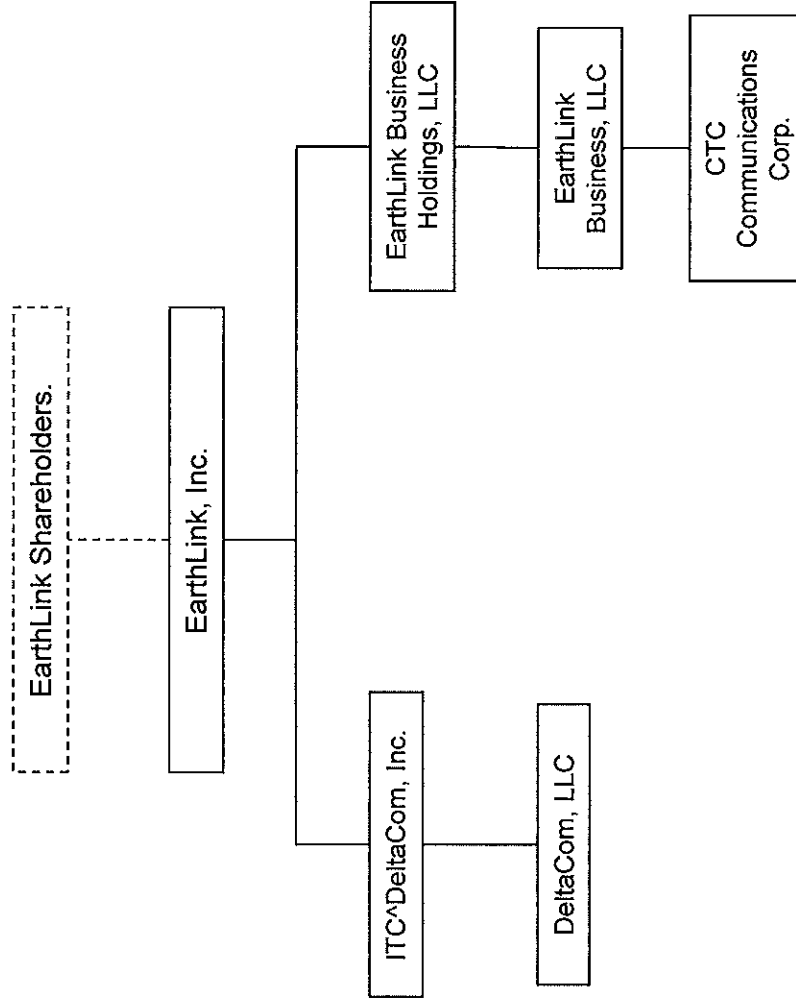 EarthLink Shareholders.
EarthLink, Inc.
ITC^DeltaCom, Inc.
DeltaCom, LLC
EarthLink Business
Holdings, LLC
EarthLink
Business, LLC
CTC
Communications
Corp.